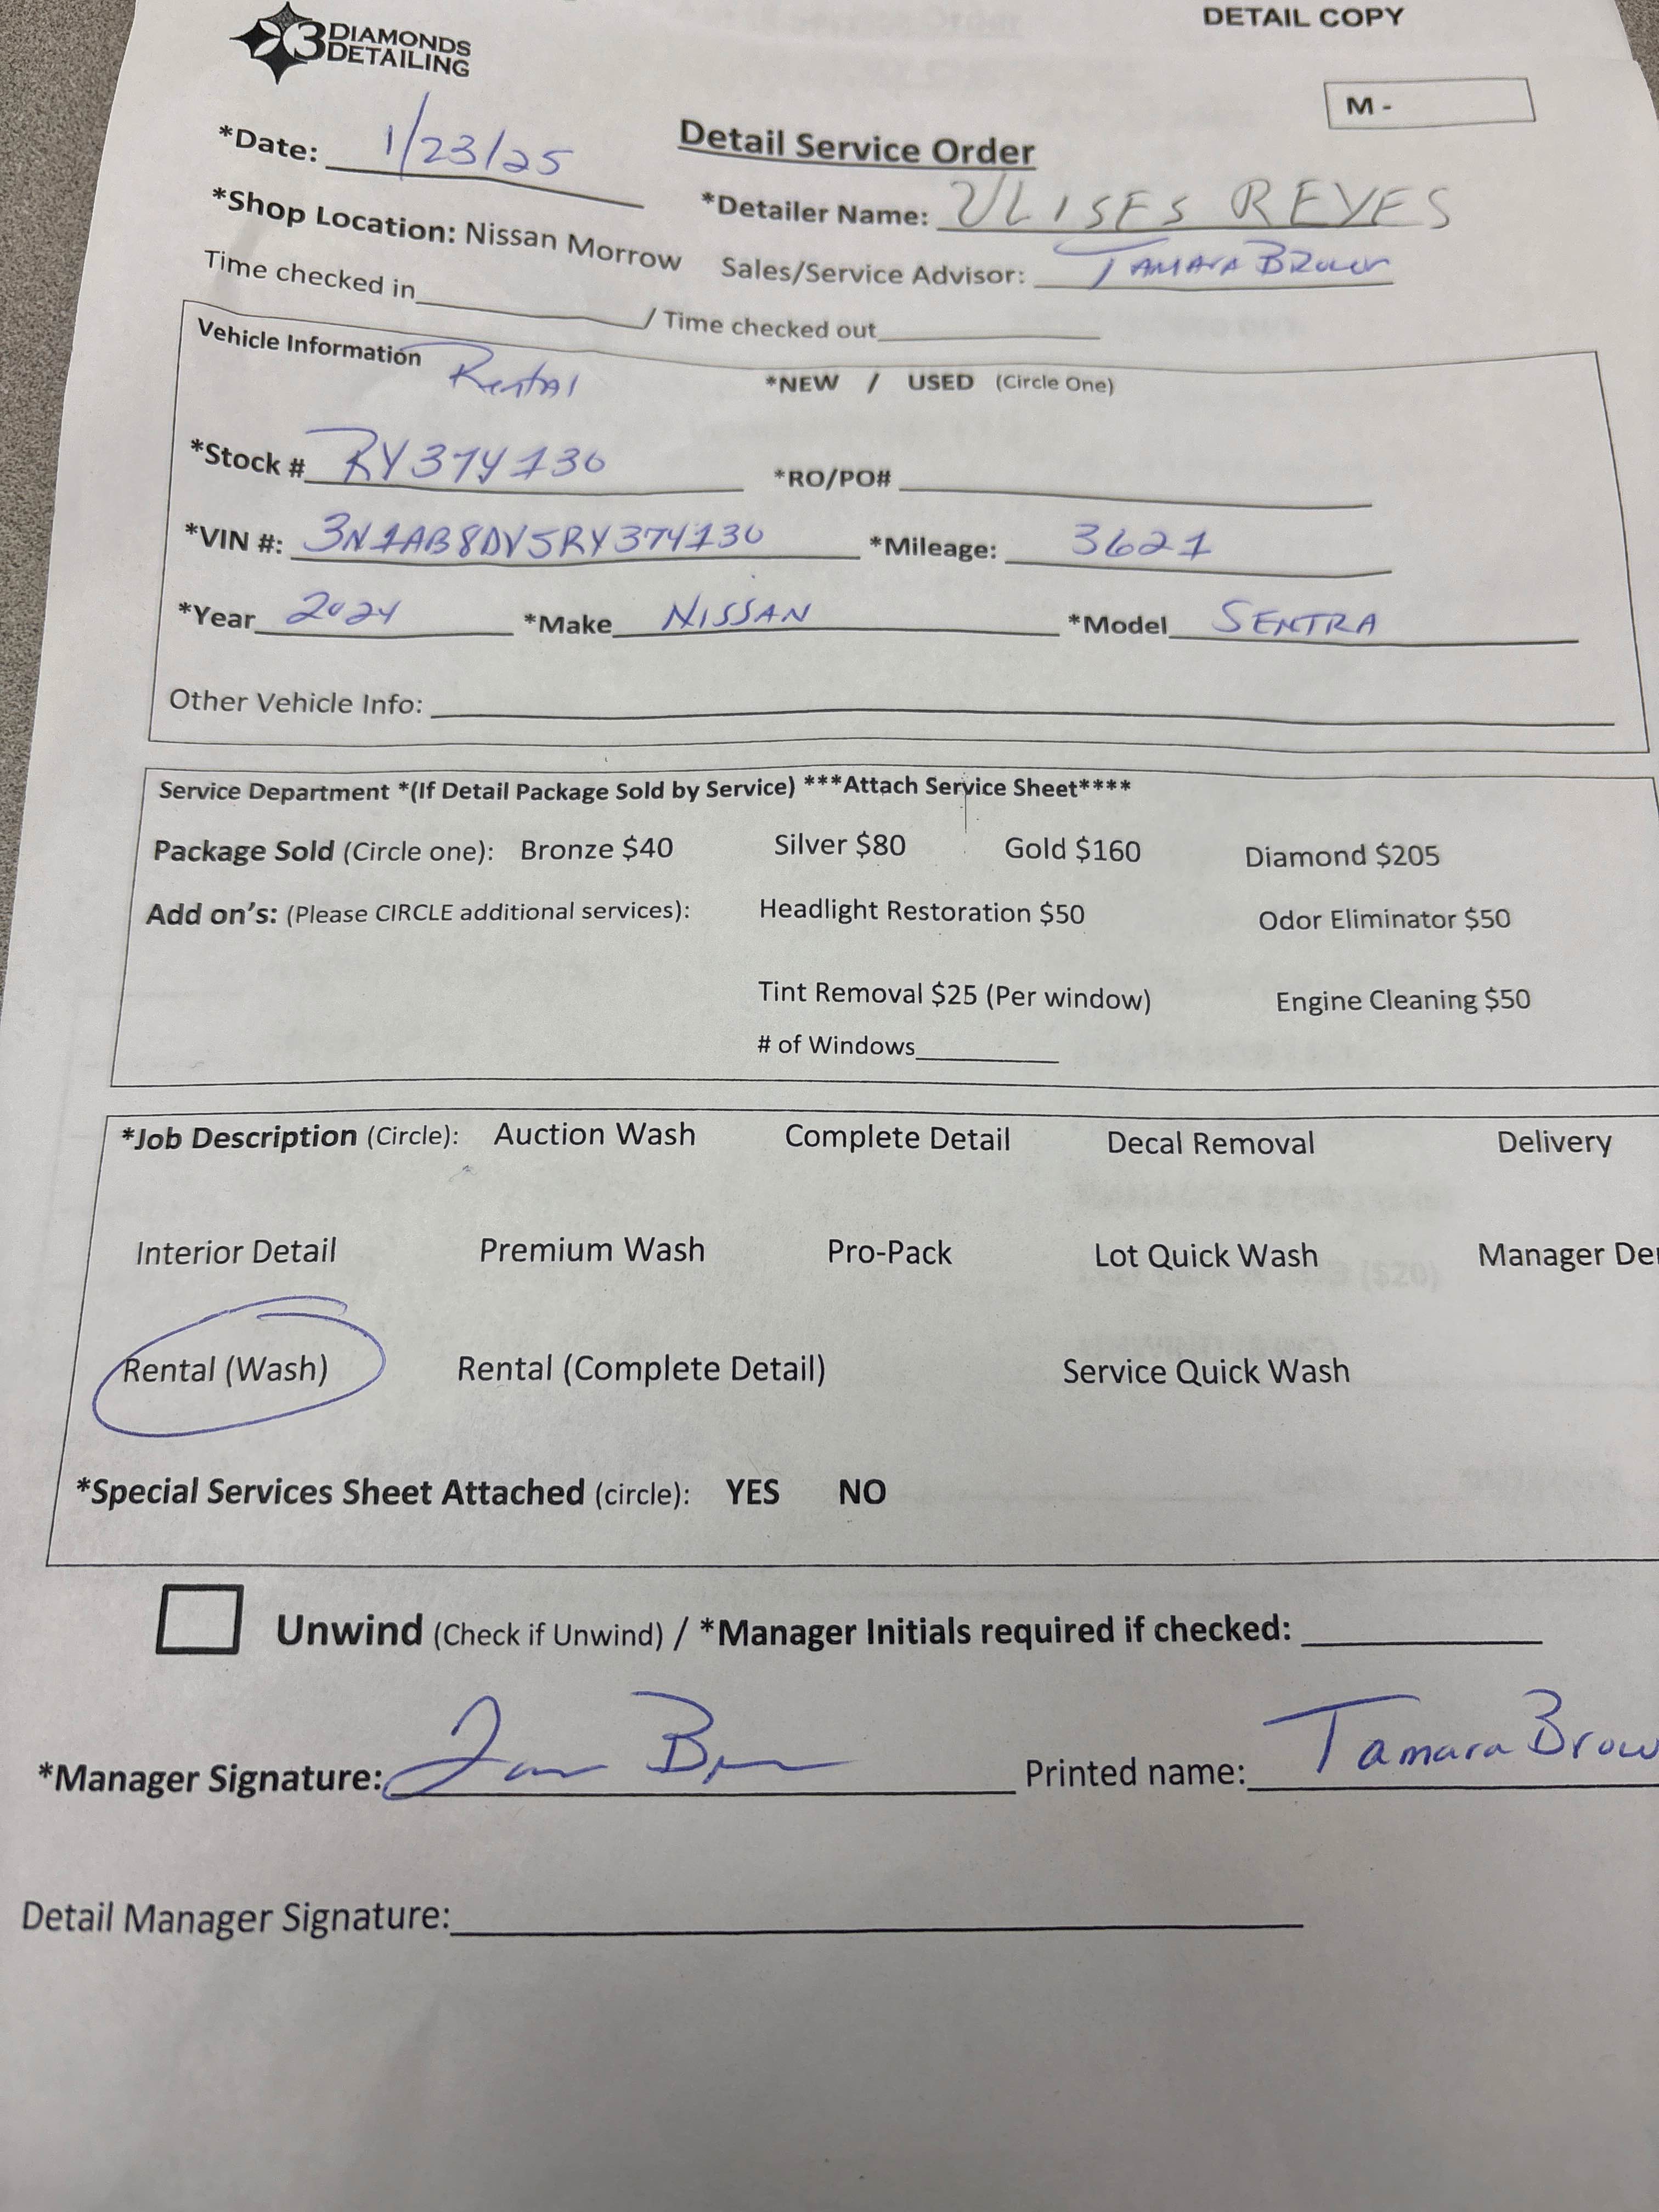 DETAIL COPY
3 DIAMONDS
DETAILING
M -
*Date: 1/23/25
Detail Service Order
*Shop Location: Nissan Morrow
*Detailer Name: ULISES REYES
Sales/Service Advisor: TAMARA BROWN
Time checked in / Time checked out
Vehicle Information Rental *NEW / USED (Circle One)
*Stock # RY374130 *RO/PO#
*VIN #: 3N1AB8DV5RY374130 *Mileage: 3621
*Year 2024 *Make NISSAN *Model SENTRA
Other Vehicle Info:
Service Department *(If Detail Package Sold by Service) ***Attach Service Sheet****
Package Sold (Circle one): Bronze $40 Silver $80 Gold $160 Diamond $205
Add on's: (Please CIRCLE additional services): Headlight Restoration $50 Odor Eliminator $50
Tint Removal $25 (Per window) Engine Cleaning $50
# of Windows
*Job Description (Circle): Auction Wash Complete Detail Decal Removal Delivery
Interior Detail Premium Wash Pro-Pack Lot Quick Wash Manager De
Rental (Wash) Rental (Complete Detail) Service Quick Wash
*Special Services Sheet Attached (circle): YES NO
Unwind (Check if Unwind) / *Manager Initials required if checked:
*Manager Signature: Printed name: Tamara Brow
Detail Manager Signature: